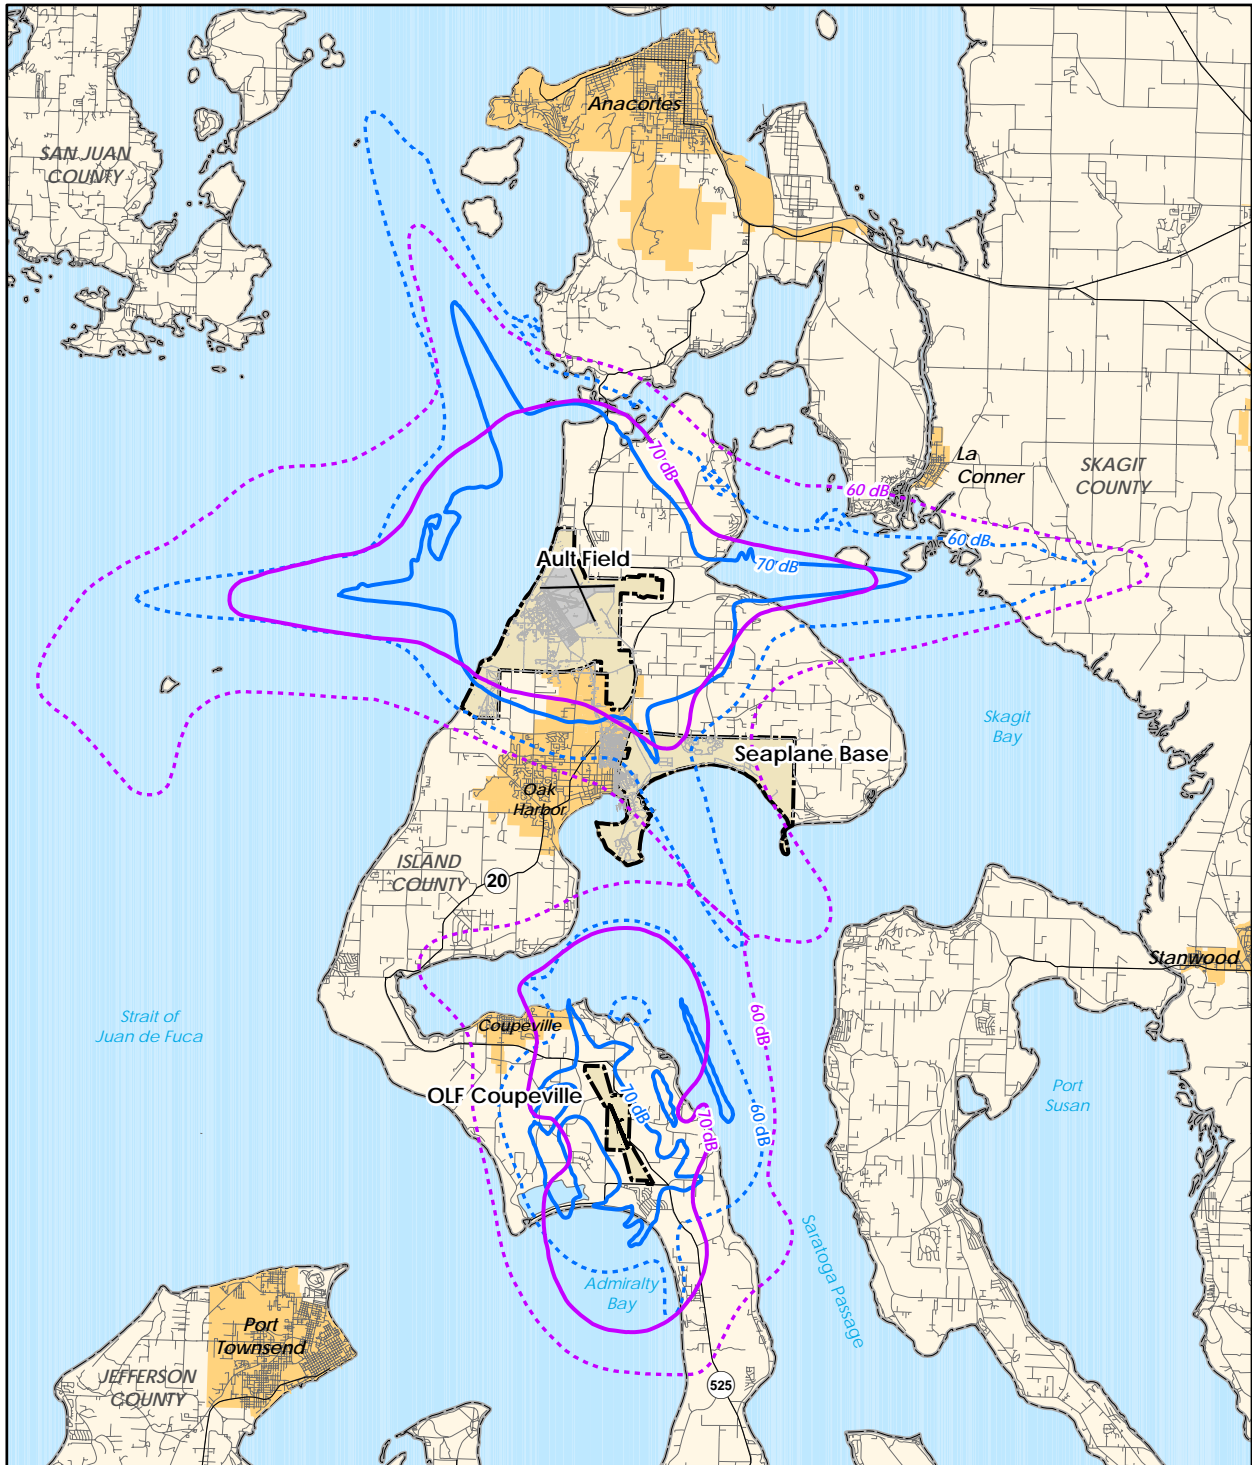 Anacortes
SAN JUAN
COUNTY
70 dB
La
Conner
SKAGIT
COUNTY
60 dB
60 dB
Ault Field
70 dB
Skagit
Bay
Seaplane Base
Oak
Harbor
ISLAND
COUNTY
20
Stanwood
Strait of
Juan de Fuca
Coupeville
60 dB
OLF Coupeville
70 dB
70 dB
60 dB
Port
Susan
Saratoga Passage
Admiralty
Bay
Port
Townsend
JEFFERSON
COUNTY
525